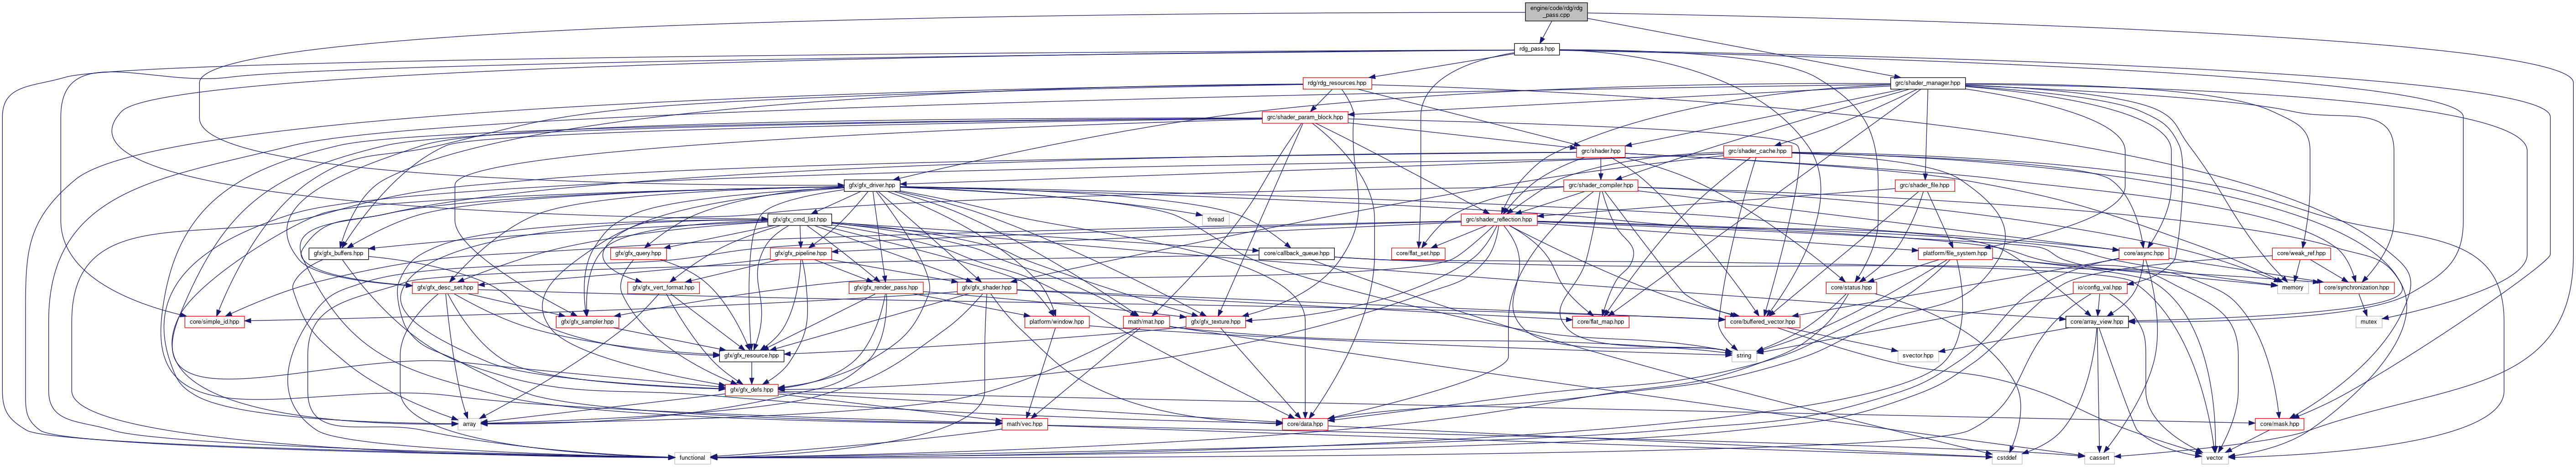 engine/code/rdg/rdg
_pass.cpp
rdg_pass.hpp
rdg/rdg_resources.hpp
grc/shader_manager.hpp
grc/shader_param_block.hpp
grc/shader.hpp
grc/shader_cache.hpp
gfx/gfx_driver.hpp
grc/shader_compiler.hpp
grc/shader_file.hpp
gfx/gfx_cmd_list.hpp
thread
grc/shader_reflection.hpp
gfx/gfx_buffers.hpp
gfx/gfx_query.hpp
gfx/gfx_pipeline.hpp
core/callback_queue.hpp
core/flat_set.hpp
platform/file_system.hpp
core/async.hpp
core/weak_ref.hpp
gfx/gfx_desc_set.hpp
gfx/gfx_vert_format.hpp
gfx/gfx_render_pass.hpp
gfx/gfx_shader.hpp
core/status.hpp
io/config_val.hpp
memory
core/synchronization.hpp
core/simple_id.hpp
gfx/gfx_sampler.hpp
platform/window.hpp
math/mat.hpp
gfx/gfx_texture.hpp
core/flat_map.hpp
core/buffered_vector.hpp
core/array_view.hpp
mutex
gfx/gfx_resource.hpp
string
svector.hpp
gfx/gfx_defs.hpp
array
math/vec.hpp
core/data.hpp
core/mask.hpp
functional
cstddef
cassert
vector